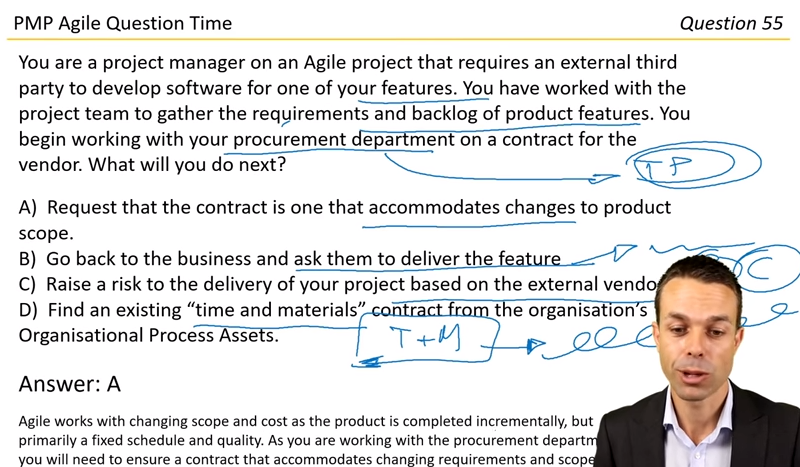 PMP Agile Question Time
Question 55
You are a project manager on an Agile project that requires an external third
party to develop software for one of your features. You have worked with the
project team to gather the requirements and backlog of product features. You
begin working with your procurement department on a contract for the
vendor. What will you do next?
TP
A) Request that the contract is one that accommodates changes to product
scope.
B) Go back to the business and ask them to deliver the feature
C) Raise a risk to the delivery of your project based on the external vendo
C
D) Find an existing “time and materials” contract from the organisation’s
Organisational Process Assets.
T+M
Answer: A
Agile works with changing scope and cost as the product is completed incrementally, but
primarily a fixed schedule and quality. As you are working with the procurement departm
you will need to ensure a contract that accommodates changing requirements and scope